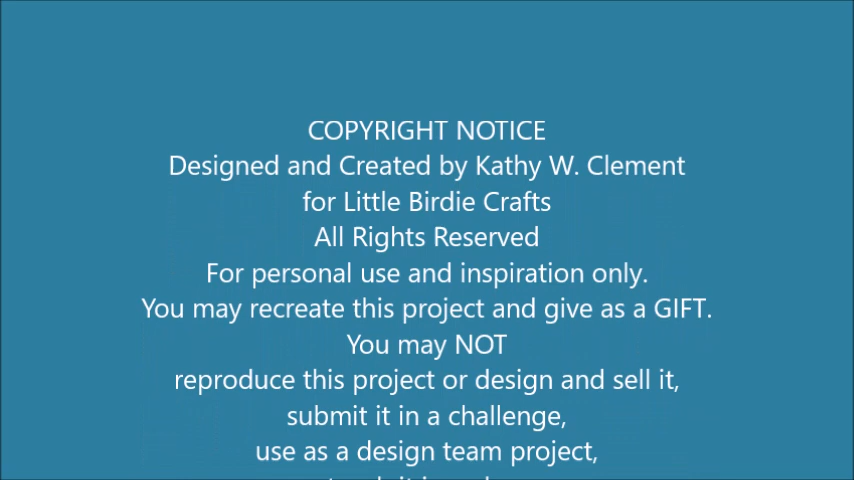 COPYRIGHT NOTICE
Designed and Created by Kathy W. Clement
for Little Birdie Crafts
All Rights Reserved
For personal use and inspiration only.
You may recreate this project and give as a GIFT.
You may NOT
reproduce this project or design and sell it,
submit it in a challenge,
use as a design team project,